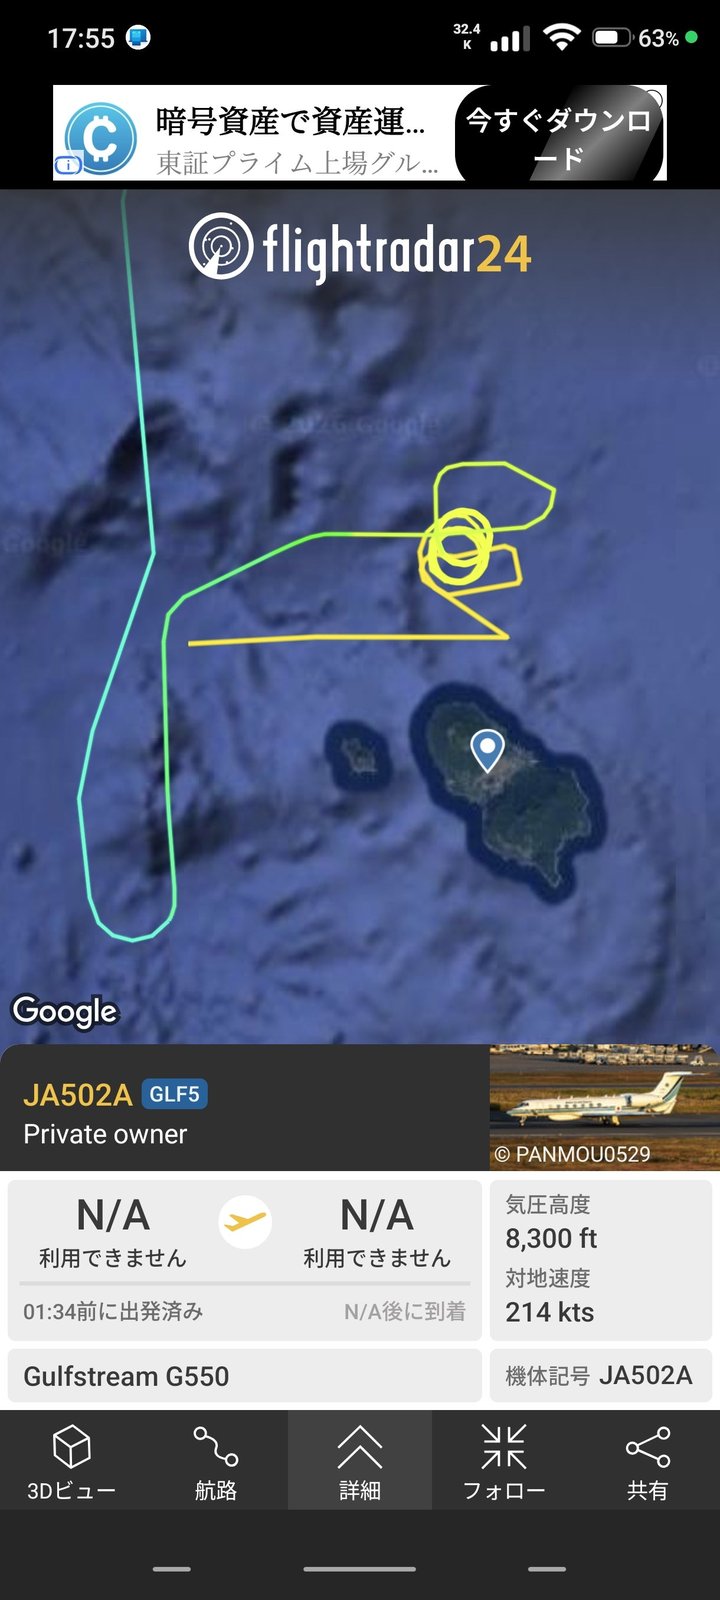 17:55
32.4
K
63%
暗号資産で資産運...
東証プライム上場グル...
今すぐダウンロ
ード
flightradar24
Google
JA502A GLF5
Private owner
© PANMOU0529
N/A
利用できません
N/A
利用できません
01:34前に出発済み
N/A後に到着
気圧高度
8,300 ft
対地速度
214 kts
Gulfstream G550
機体記号 JA502A
3Dビュー
航路
詳細
フォロー
共有